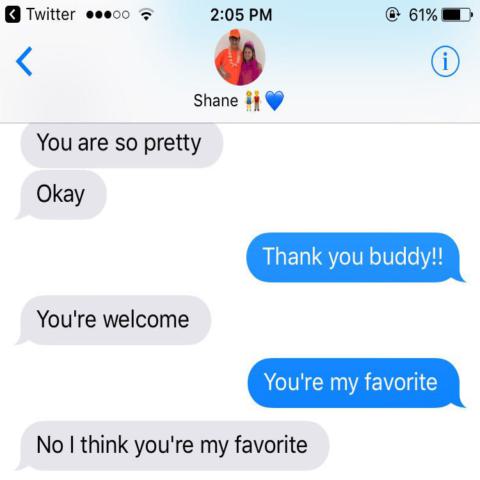 Twitter 2:05 PM 61%
Shane 👫💙
You are so pretty
Okay
Thank you buddy!!
You're welcome
You're my favorite
No I think you're my favorite